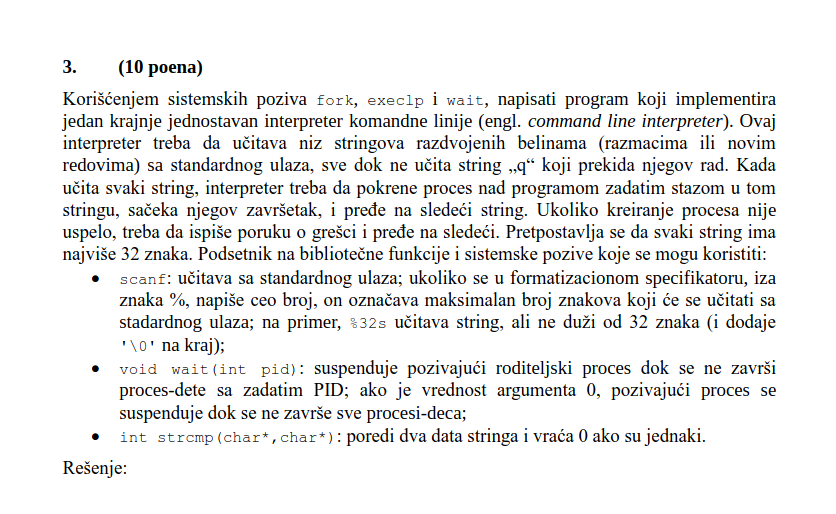 3. (10 poena)
Korišćenjem sistemskih poziva fork, execlp i wait, napisati program koji implementira
jedan krajnje jednostavan interpreter komandne linije (engl. command line interpreter). Ovaj
interpreter treba da učitava niz stringova razdvojenih belinama (razmacima ili novim
redovima) sa standardnog ulaza, sve dok ne učita string „q“ koji prekida njegov rad. Kada
učita svaki string, interpreter treba da pokrene proces nad programom zadatim stazom u tom
stringu, sačeka njegov završetak, i pređe na sledeći string. Ukoliko kreiranje procesa nije
uspelo, treba da ispiše poruku o grešci i pređe na sledeći. Pretpostavlja se da svaki string ima
najviše 32 znaka. Podsetnik na bibliotečne funkcije i sistemske pozive koje se mogu koristiti:
• scanf: učitava sa standardnog ulaza; ukoliko se u formatizacionom specifikatoru, iza
znaka %, napiše ceo broj, on označava maksimalan broj znakova koji će se učitati sa
stadardnog ulaza; na primer, %32s učitava string, ali ne duži od 32 znaka (i dodaje
'\0' na kraj);
• void wait(int pid): suspenduje pozivajući roditeljski proces dok se ne završi
proces-dete sa zadatim PID; ako je vrednost argumenta 0, pozivajući proces se
suspenduje dok se ne završe svi procesi-deca;
• int strcmp(char*,char*): poredi dva data stringa i vraća 0 ako su jednaki.
Rešenje: